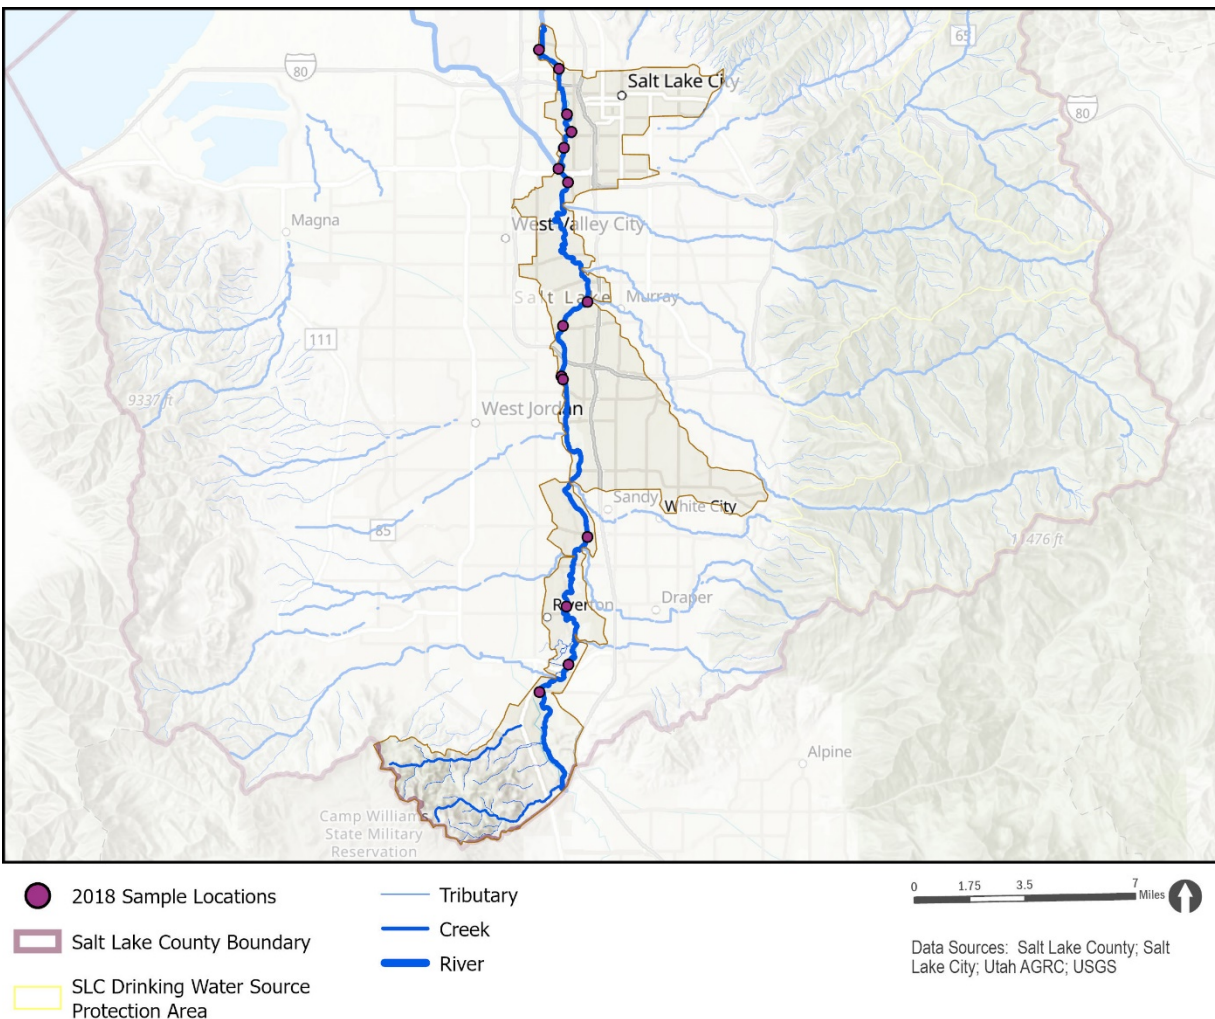 65
80
Salt Lake City
80
Magna
West Valley City
Salt Lake
Murray
111
9337 ft
West Jordan
Sandy
White City
85
11476 ft
Riverton
Draper
Alpine
Camp Williams
State Military
Reservation
2018 Sample Locations
Salt Lake County Boundary
SLC Drinking Water Source
Protection Area
Tributary
Creek
River
0 1.75 3.5 7
Miles
Data Sources: Salt Lake County; Salt
Lake City; Utah AGRC; USGS